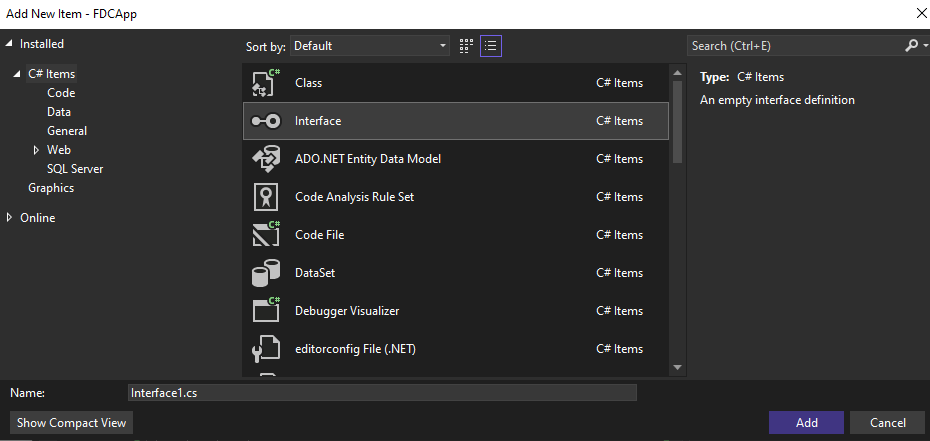 Add New Item - FDCApp
Installed
Sort by: Default
Search (Ctrl+E)
C# Items
Code
Data
General
Web
SQL Server
Graphics
Online
C#
Class C# Items
Interface C# Items
ADO.NET Entity Data Model C# Items
Code Analysis Rule Set C# Items
C#
Code File C# Items
DataSet C# Items
C#
Debugger Visualizer C# Items
editorconfig File (.NET) C# Items
Type: C# Items
An empty interface definition
Name: Interface1.cs
Show Compact View
Add
Cancel